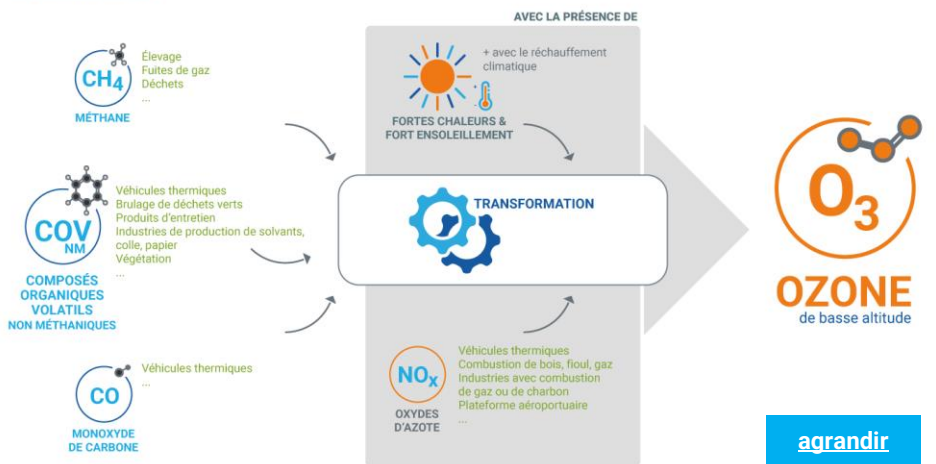 AVEC LA PRÉSENCE DE
CH4
Élevage
Fuites de gaz
Déchets
...
MÉTHANE
+ avec le réchauffement
climatique
FORTES CHALEURS &
FORT ENSOLEILLEMENT
COV
NM
Véhicules thermiques
Brulage de déchets verts
Produits d'entretien
Industries de production de solvants,
colle, papier
Végétation
...
COMPOSÉS
ORGANIQUES
VOLATILS
NON MÉTHANIQUES
TRANSFORMATION
O3
OZONE
de basse altitude
CO
Véhicules thermiques
...
MONOXYDE
DE CARBONE
NOx
Véhicules thermiques
Combustion de bois, fioul, gaz
Industries avec combustion
de gaz ou de charbon
Plateforme aéroportuaire
...
OXYDES
D'AZOTE
agrandir